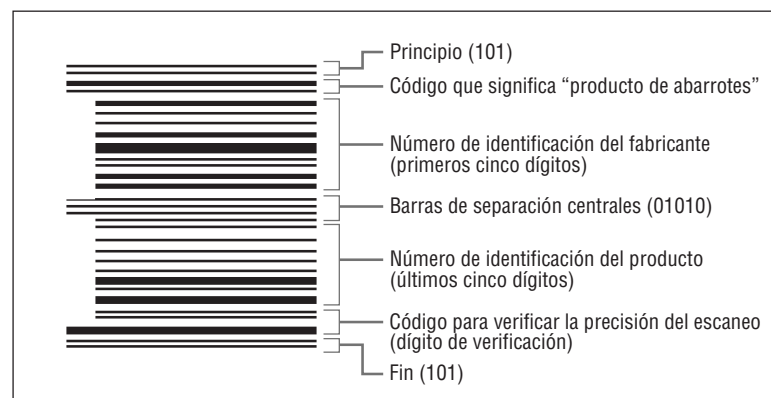 Principio (101)
Código que significa “producto de abarrotes”
Número de identificación del fabricante
(primeros cinco dígitos)
Barras de separación centrales (01010)
Número de identificación del producto
(últimos cinco dígitos)
Código para verificar la precisión del escaneo
(dígito de verificación)
Fin (101)